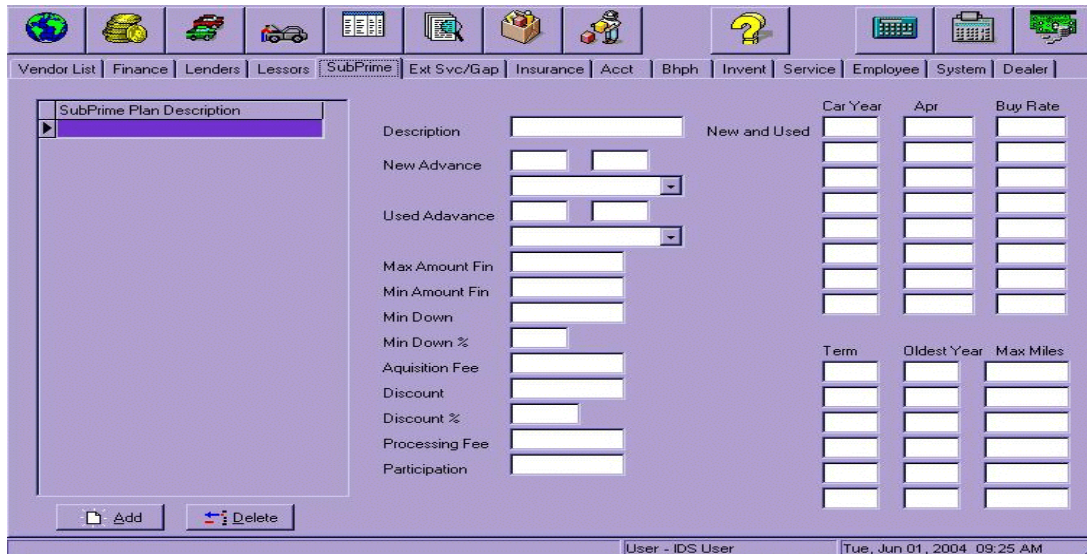 Vendor List Finance Lenders Lessors SubPrime Ext Svc/Gap Insurance Acct Bhph Invent Service Employee System Dealer
SubPrime Plan Description
Description
New Advance
Used Adavance
Max Amount Fin
Min Amount Fin
Min Down
Min Down %
Aquisition Fee
Discount
Discount %
Processing Fee
Participation
Car Year Apr Buy Rate
New and Used
Term Oldest Year Max Miles
Add Delete
User - IDS User Tue, Jun 01, 2004 09:25 AM